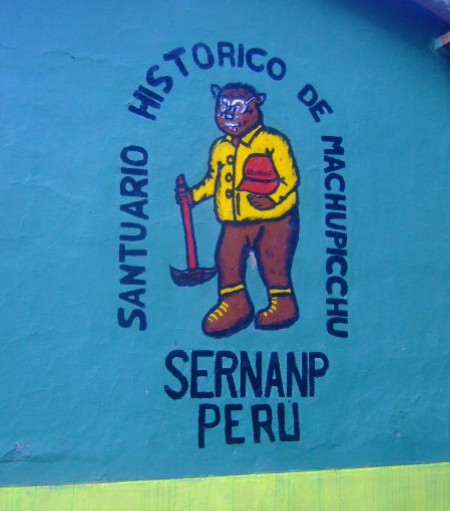 SANTUARIO HISTORICO DE MACHUPICCHU
SERNANP
PERU